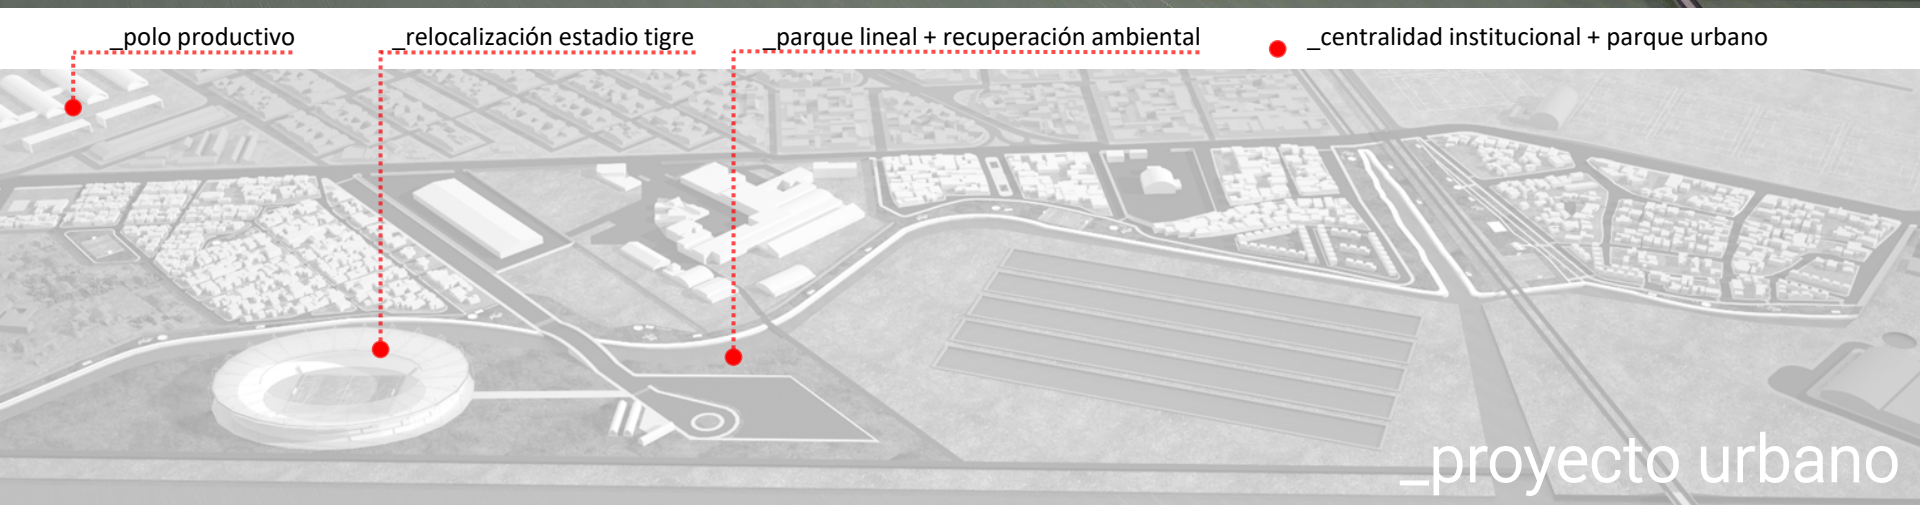 _polo productivo
_relocalización estadio tigre
_parque lineal + recuperación ambiental
_centralidad institucional + parque urbano
_proyecto urbano